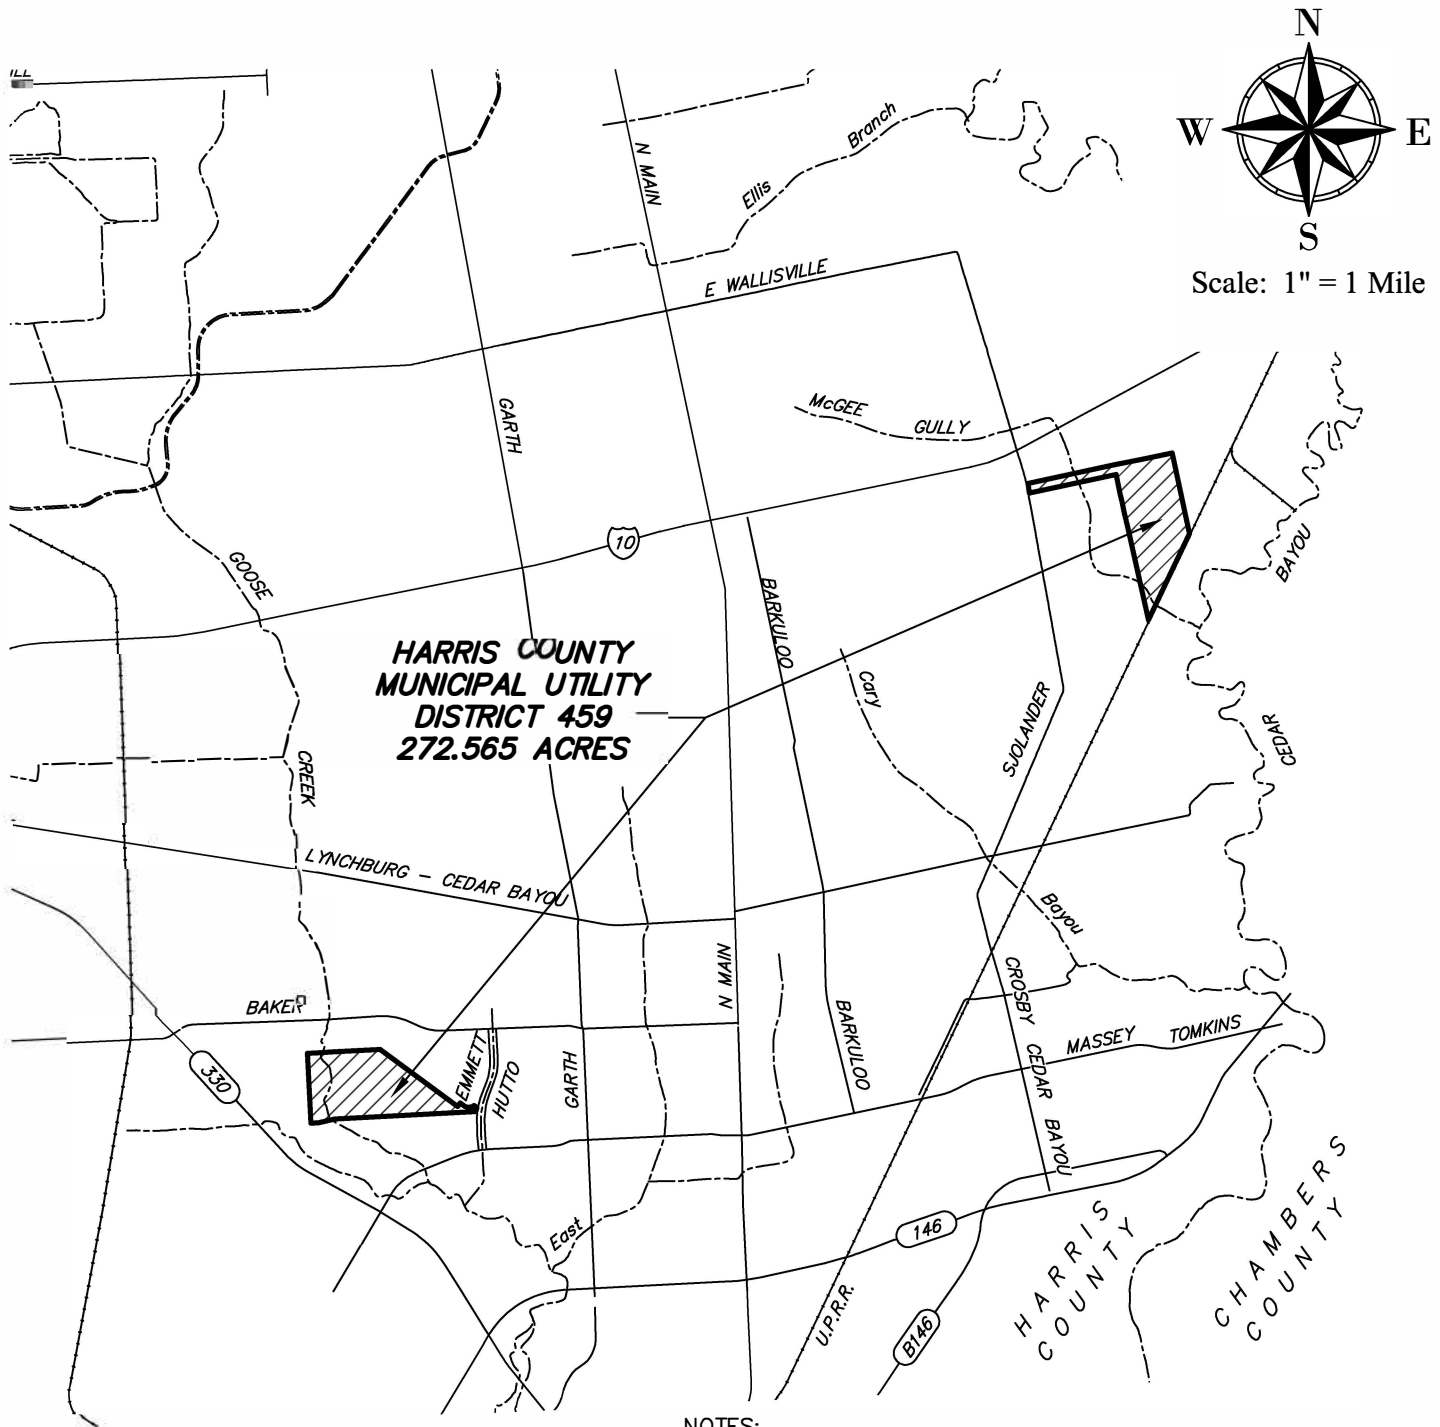 N
W
E
S
Scale: 1" = 1 Mile
ILL
N MAIN
Ellis
Branch
E WALLISVILLE
GARTH
McGEE
GULLY
10
GOOSE
CREEK
BARKULOO
BAYOU
CEDAR
HARRIS COUNTY
MUNICIPAL UTILITY
DISTRICT 459
272.565 ACRES
Cary
Bayou
SJOLANDER
LYNCHBURG – CEDAR BAYOU
N MAIN
BAKER
330
EMMETT
HUTTO
GARTH
BARKULOO
CROSBY CEDAR BAYOU
MASSEY TOMKINS
East
146
B146
U.P.R.R.
HARRIS
COUNTY
CHAMBERS
COUNTY
NOTES: